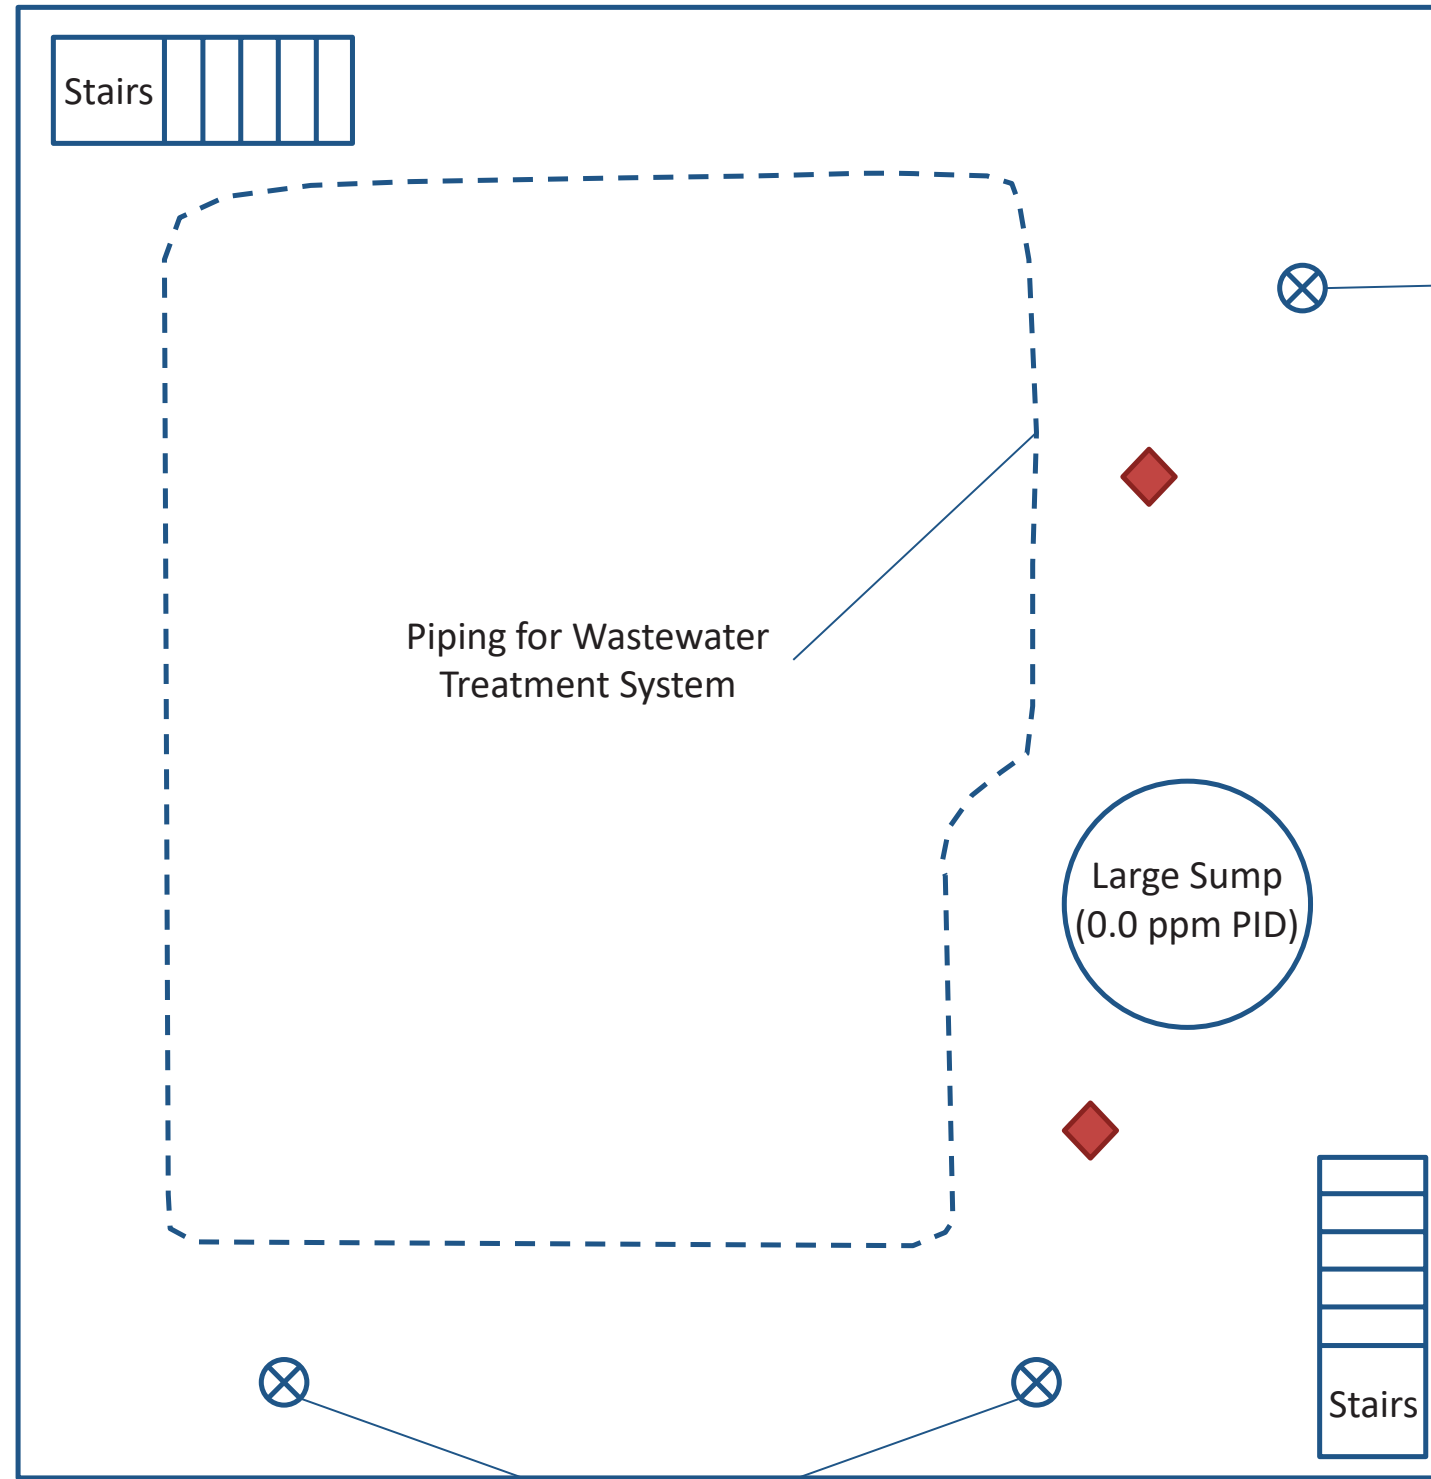 Stairs
Piping for Wastewater
Treatment System
Large Sump
(0.0 ppm PID)
Stairs